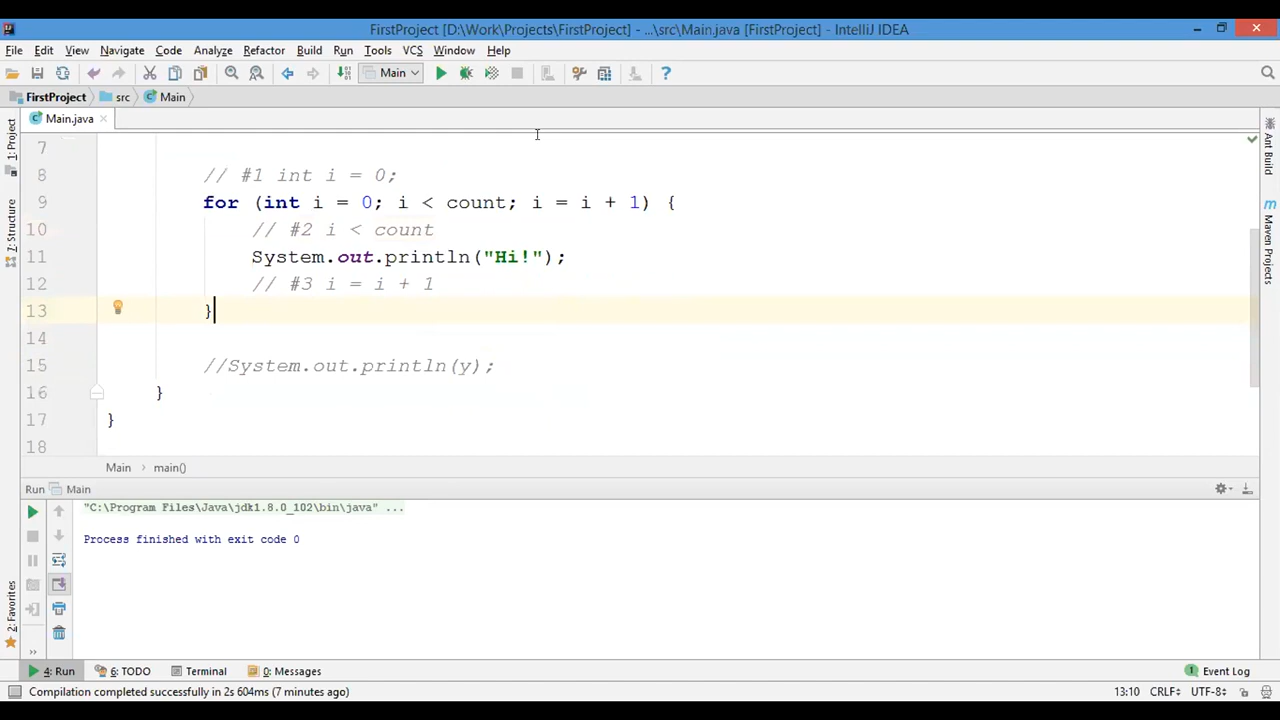 FirstProject [D:\Work\Projects\FirstProject] - ...\src\Main.java [FirstProject] - IntelliJ IDEA
File Edit View Navigate Code Analyze Refactor Build Run Tools VCS Window Help
Main
FirstProject src Main
Main.java
1: Project
7: Structure
2: Favorites
Ant Build
Maven Projects
7
8 // #1 int i = 0;
9 for (int i = 0; i < count; i = i + 1) {
10 // #2 i < count
11 System.out.println("Hi!");
12 // #3 i = i + 1
13 }
14
15 //System.out.println(y);
16 }
17 }
18
Main main()
Run Main
"C:\Program Files\Java\jdk1.8.0_102\bin\java" ...
Process finished with exit code 0
4: Run 6: TODO Terminal 0: Messages 1 Event Log
Compilation completed successfully in 2s 604ms (7 minutes ago) 13:10 CRLF UTF-8